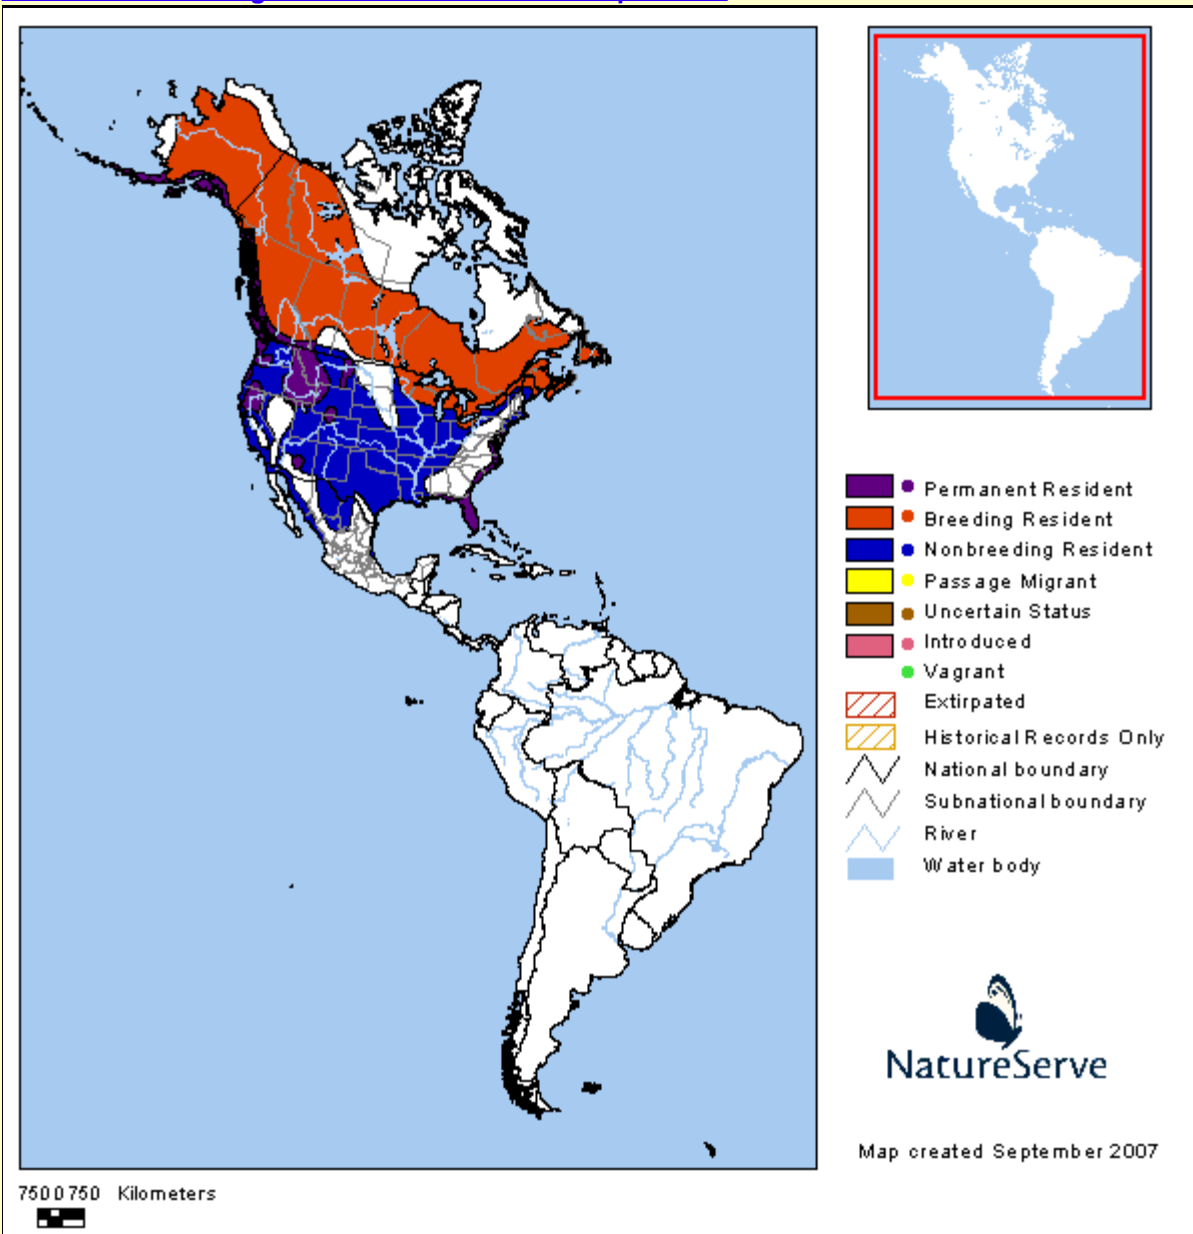 Permanent Resident
Breeding Resident
Nonbreeding Resident
Passage Migrant
Uncertain Status
Introduced
Vagrant
Extirpated
Historical Records Only
National boundary
Subnational boundary
River
Water body
NatureServe
Map created September 2007
750 0 750 Kilometers